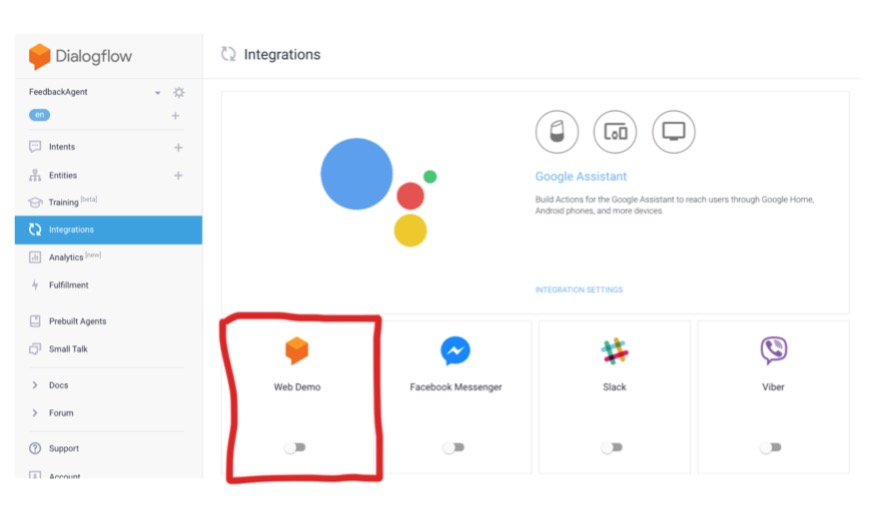 Dialogflow
Integrations
FeedbackAgent
en
Intents
Entities
Training [beta]
Integrations
Analytics [new]
Fulfillment
Prebuilt Agents
Small Talk
Docs
Forum
Support
Account
Google Assistant
Build Actions for the Google Assistant to reach users through Google Home,
Android phones, and more devices.
INTEGRATION SETTINGS
Web Demo
Facebook Messenger
Slack
Viber